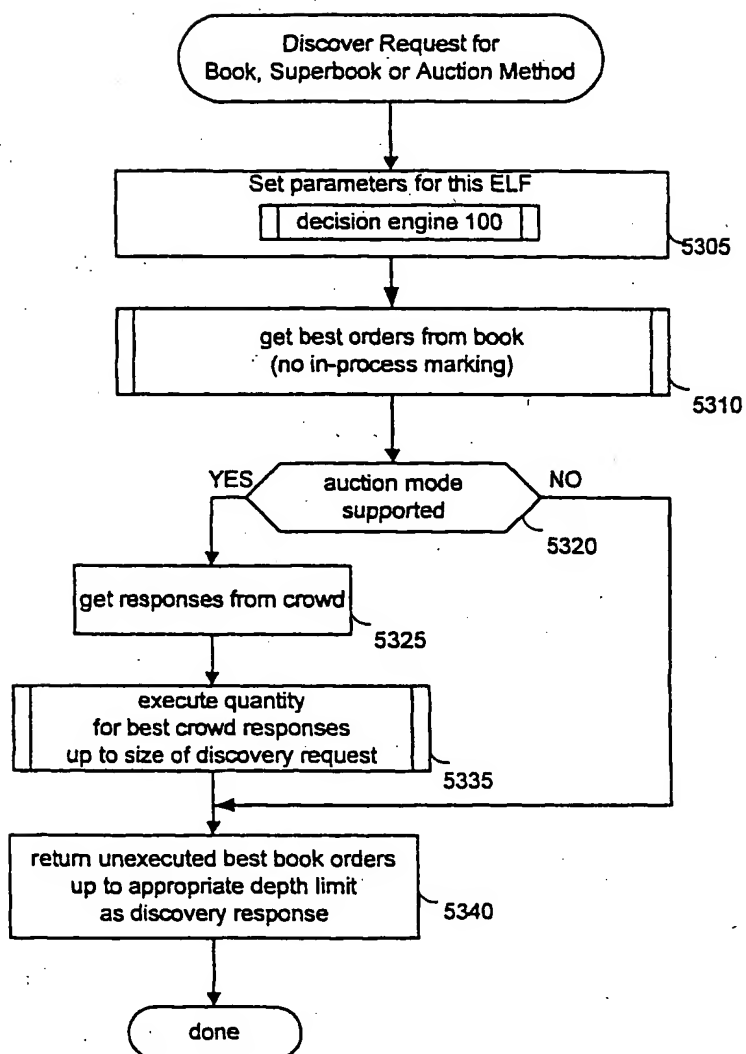 Discover Request for
Book, Superbook or Auction Method
Set parameters for this ELF
decision engine 100
5305
get best orders from book
(no in-process marking)
5310
YES
auction mode
supported
NO
5320
get responses from crowd
5325
execute quantity
for best crowd responses
up to size of discovery request
5335
return unexecuted best book orders
up to appropriate depth limit
as discovery response
5340
done